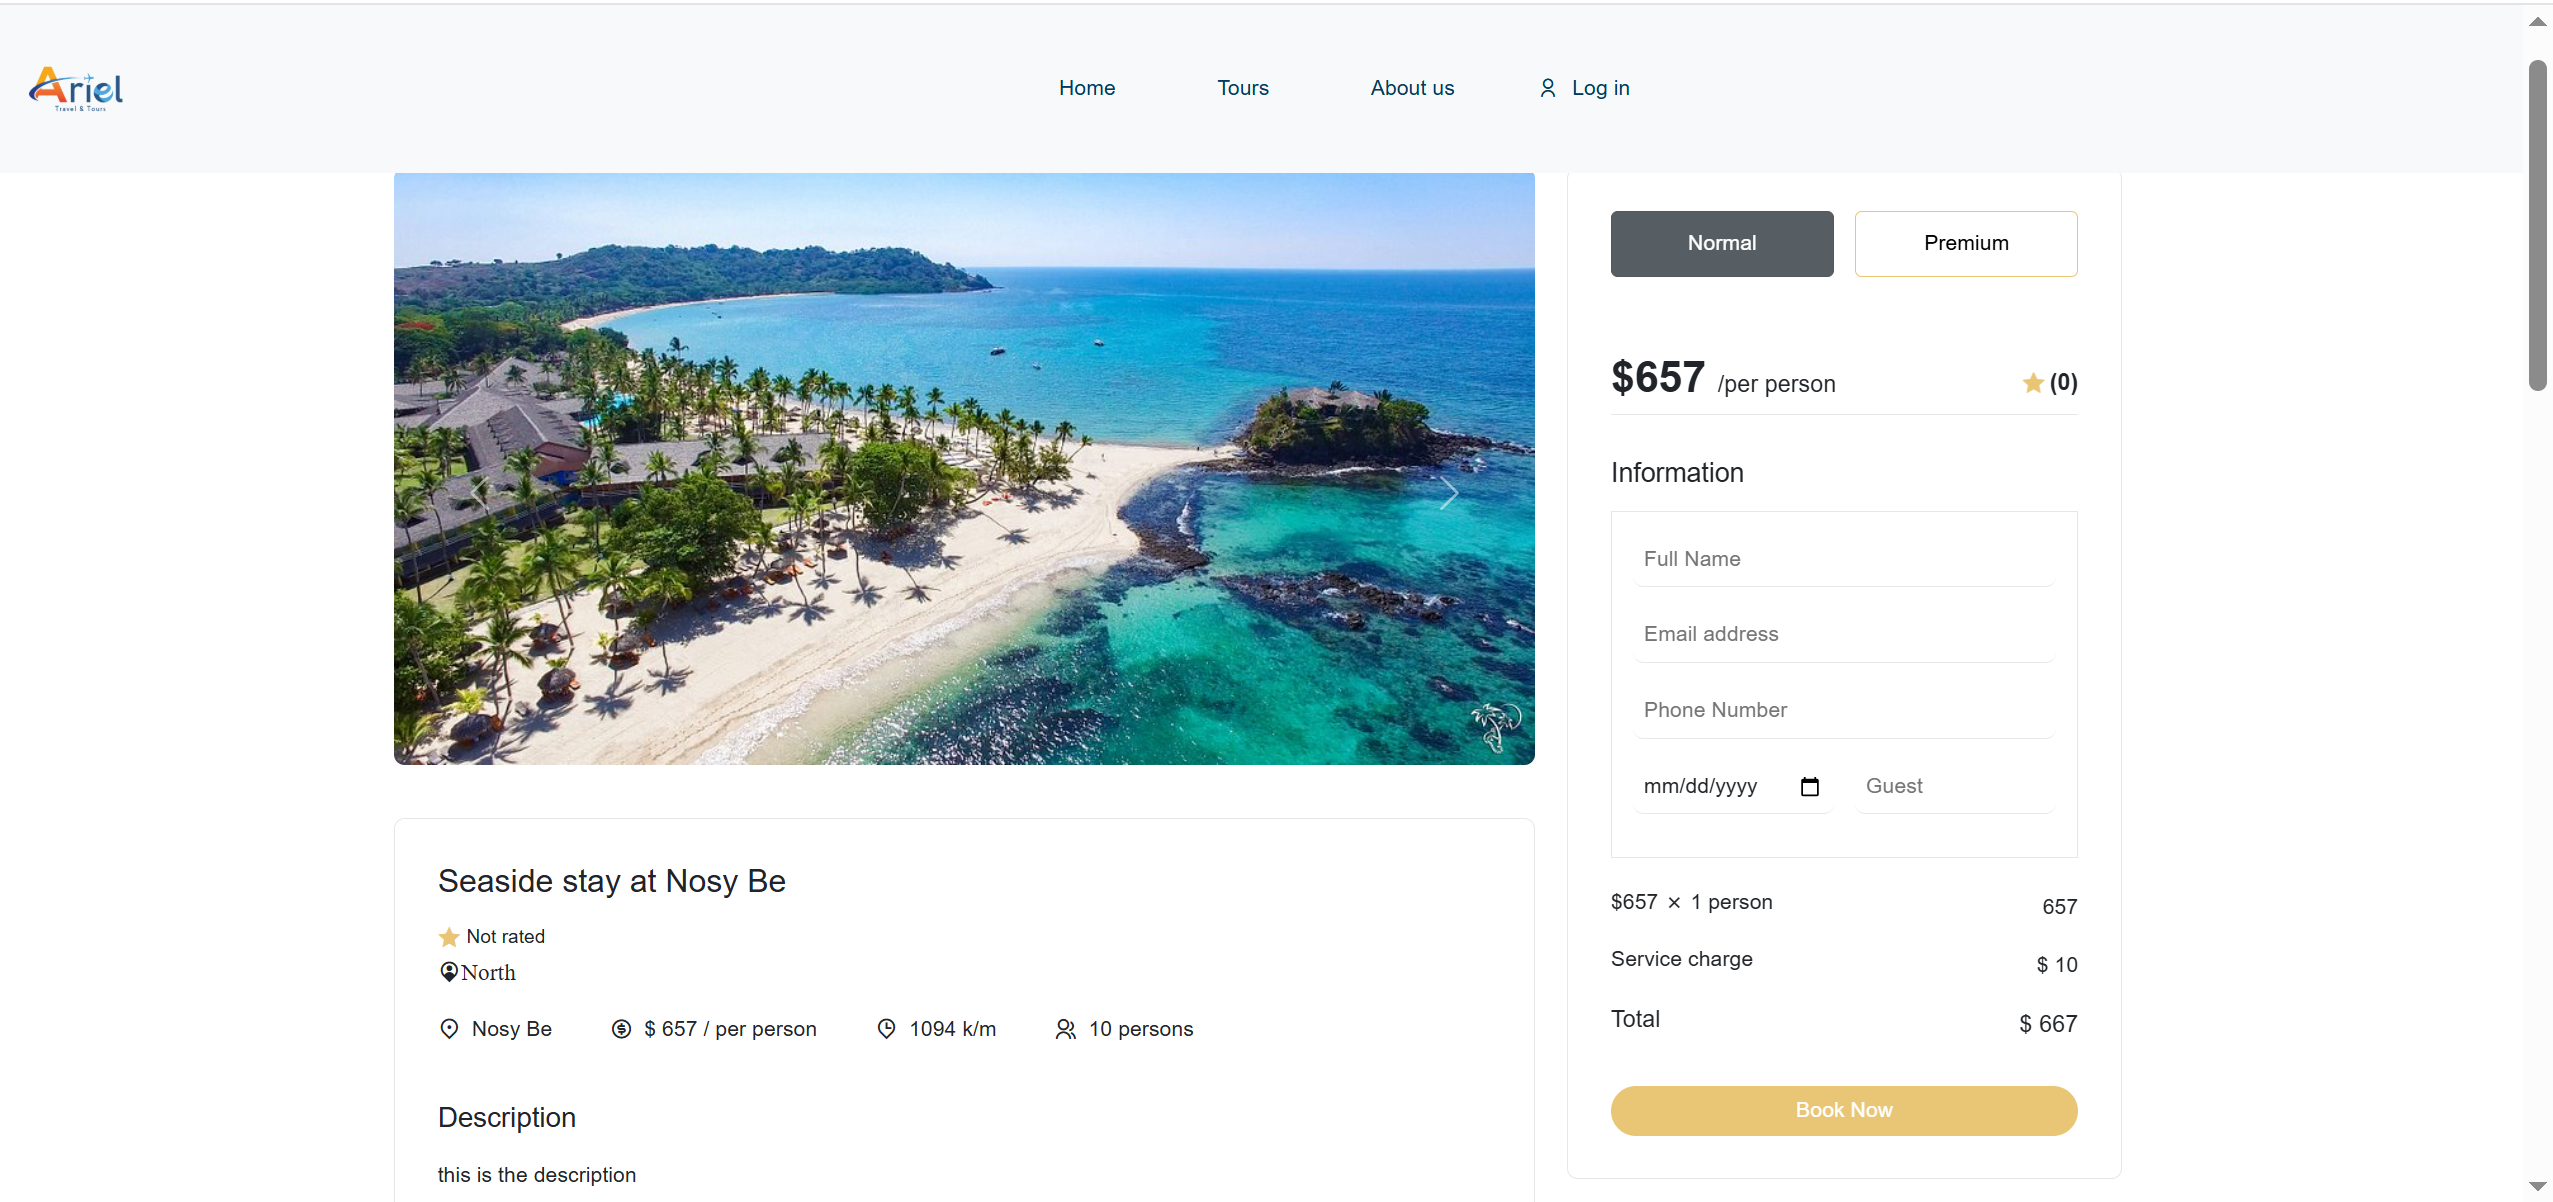 Ariel
Travel & Tours
Home
Tours
About us
Log in
Normal
Premium
$657 /per person
(0)
Information
Full Name
Email address
Phone Number
mm/dd/yyyy
Guest
$657 × 1 person
657
Service charge
$ 10
Total
$ 667
Book Now
Seaside stay at Nosy Be
Not rated
North
Nosy Be
$ 657 / per person
1094 k/m
10 persons
Description
this is the description